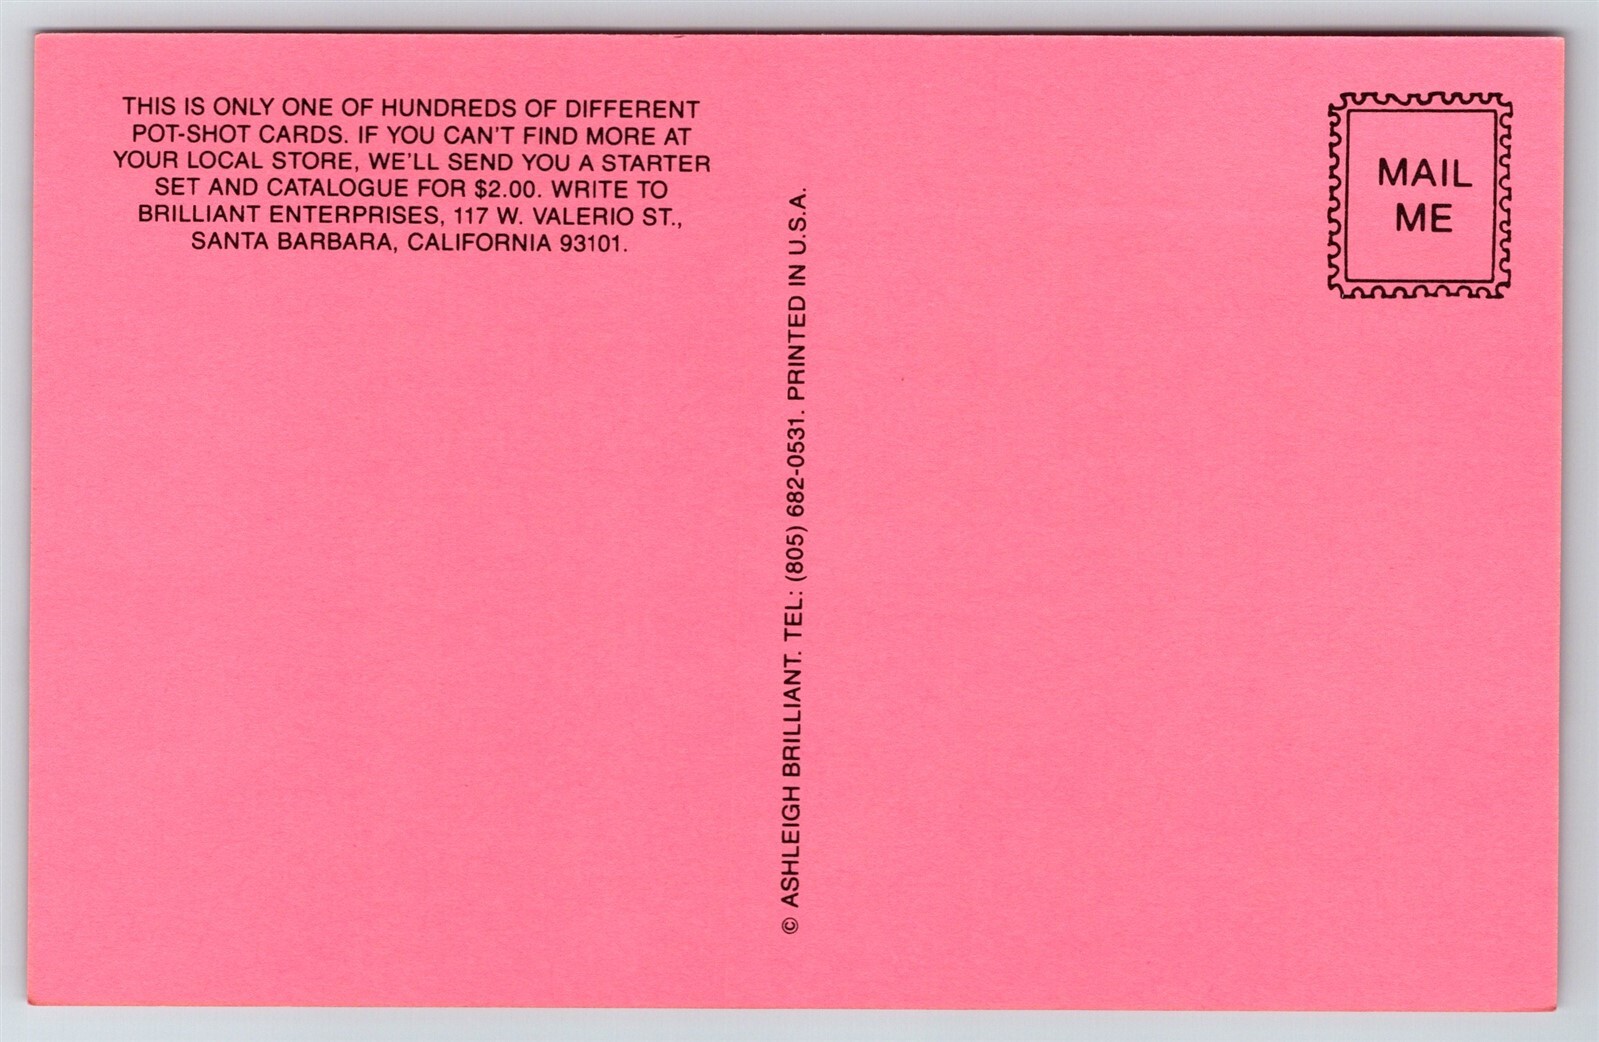 THIS IS ONLY ONE OF HUNDREDS OF DIFFERENT
POT-SHOT CARDS. IF YOU CAN'T FIND MORE AT
YOUR LOCAL STORE, WE'LL SEND YOU A STARTER
SET AND CATALOGUE FOR $2.00. WRITE TO
BRILLIANT ENTERPRISES, 117 W. VALERIO ST.,
SANTA BARBARA, CALIFORNIA 93101.
© ASHLEIGH BRILLIANT. TEL: (805) 682-0531. PRINTED IN U.S.A.
MAIL
ME